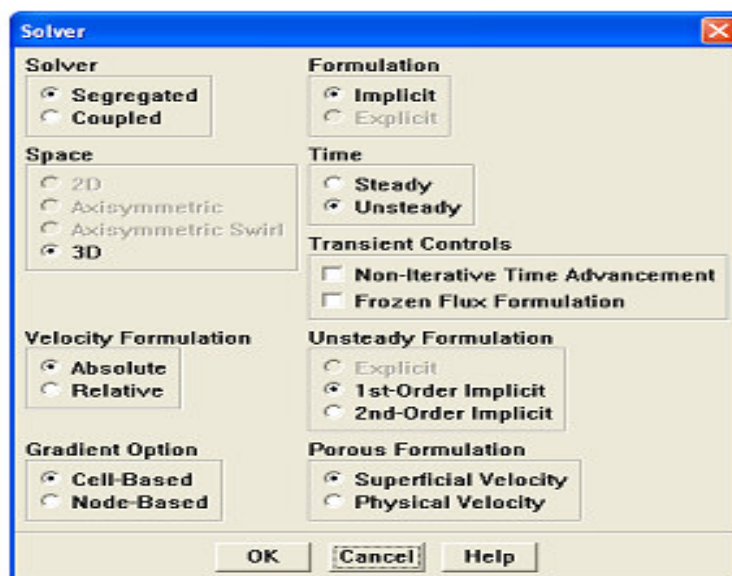 Solver
Solver
Segregated
Coupled
Formulation
Implicit
Explicit
Space
2D
Axisymmetric
Axisymmetric Swirl
3D
Time
Steady
Unsteady
Transient Controls
Non-Iterative Time Advancement
Frozen Flux Formulation
Velocity Formulation
Absolute
Relative
Unsteady Formulation
Explicit
1st-Order Implicit
2nd-Order Implicit
Gradient Option
Cell-Based
Node-Based
Porous Formulation
Superficial Velocity
Physical Velocity
OK
Cancel
Help